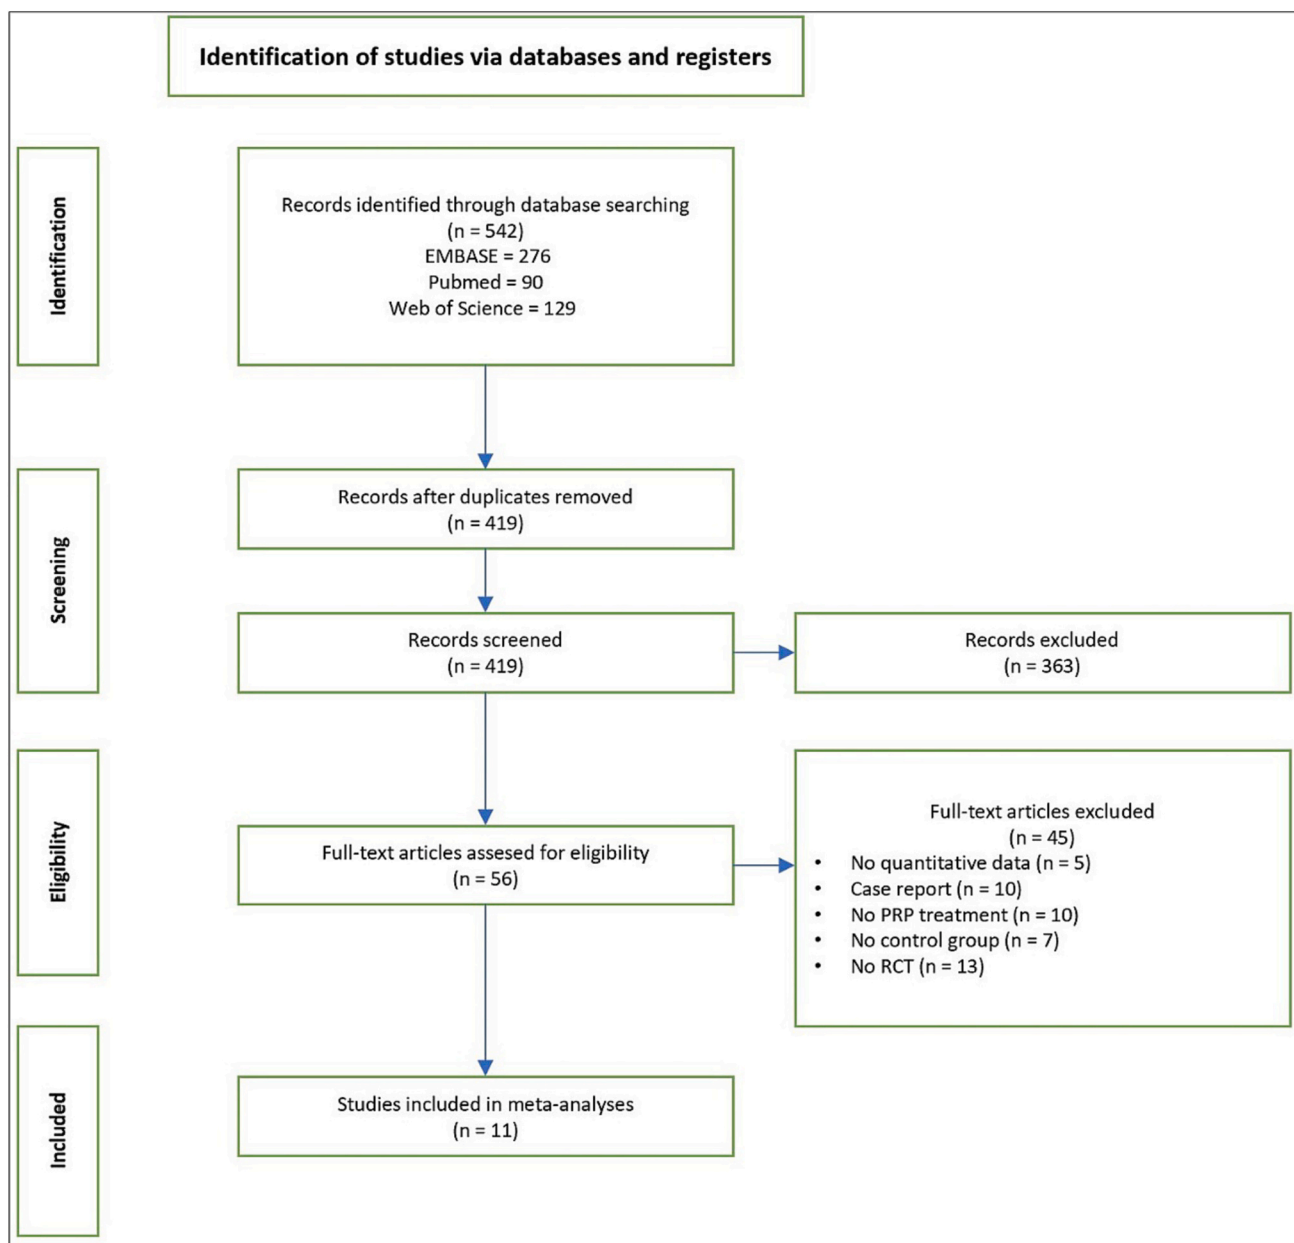 Identification of studies via databases and registers
Identification
Records identified through database searching
(n = 542)
EMBASE = 276
Pubmed = 90
Web of Science = 129
Screening
Records after duplicates removed
(n = 419)
Records screened
(n = 419)
Records excluded
(n = 363)
Eligibility
Full-text articles assesed for eligibility
(n = 56)
Full-text articles excluded
(n = 45)
• No quantitative data (n = 5)
• Case report (n = 10)
• No PRP treatment (n = 10)
• No control group (n = 7)
• No RCT (n = 13)
Included
Studies included in meta-analyses
(n = 11)